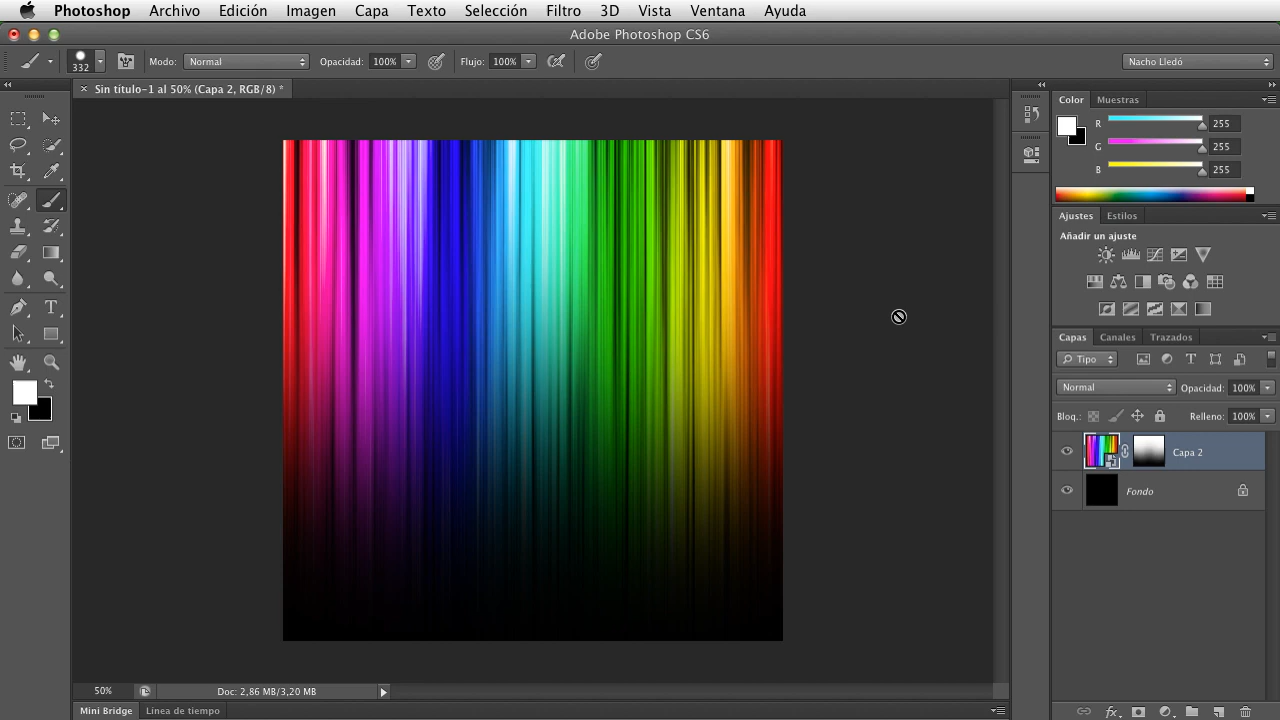 Photoshop Archivo Edición Imagen Capa Texto Selección Filtro 3D Vista Ventana Ayuda
Adobe Photoshop CS6
332 Modo: Normal Opacidad: 100% Flujo: 100% Nacho Lledó
× Sin título-1 al 50% (Capa 2, RGB/8) *
Color Muestras
R 255
G 255
B 255
Ajustes Estilos
Añadir un ajuste
Capas Canales Trazados
Tipo
Normal Opacidad: 100%
Bloq.: Relleno: 100%
Capa 2
Fondo
50% Doc: 2,86 MB/3,20 MB
Mini Bridge Línea de tiempo